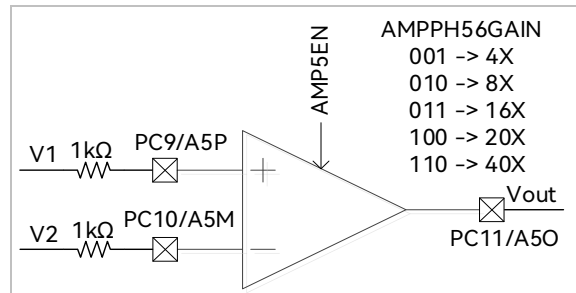 AMPPH56GAIN
001 -> 4X
010 -> 8X
011 -> 16X
100 -> 20X
110 -> 40X
AMP5EN
V1 1kΩ PC9/A5P
+
V2 1kΩ PC10/A5M
−
Vout
PC11/A5O